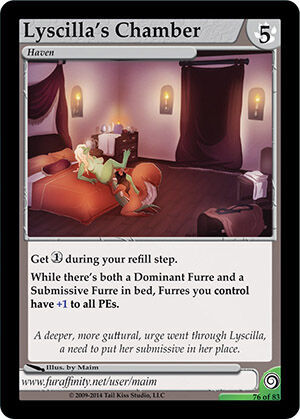 Lyscilla's Chamber
5
Haven
Get 1 during your refill step.
While there's both a Dominant Furre and a
Submissive Furre in bed, Furres you control
have +1 to all PEs.
A deeper, more guttural, urge went through Lyscilla,
a need to put her submissive in her place.
Illus. by Maim
www.furaffinity.net/user/maim
76 of 83
© 2009-2014 Tail Kiss Studio, LLC